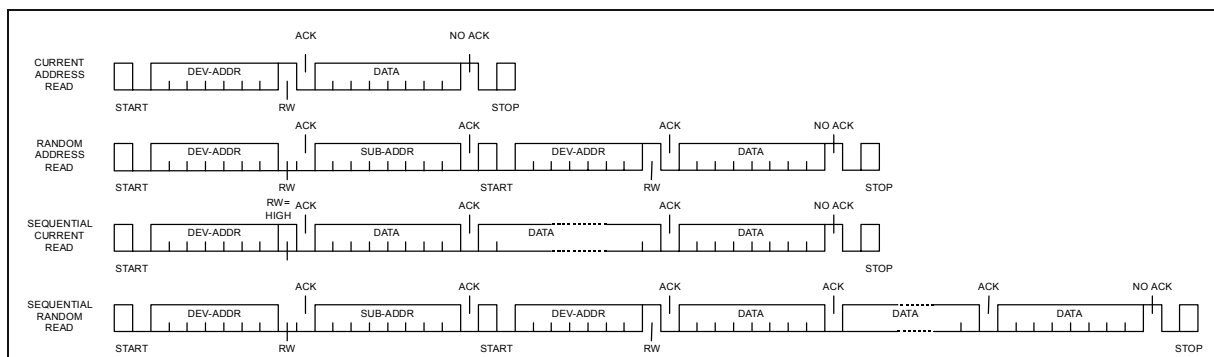 ACK NO ACK
CURRENT
ADDRESS
READ
DEV-ADDR DATA
START RW STOP
ACK ACK ACK NO ACK
RANDOM
ADDRESS
READ
DEV-ADDR SUB-ADDR DEV-ADDR DATA
START RW START RW STOP
RW=
HIGH
ACK ACK ACK NO ACK
SEQUENTIAL
CURRENT
READ
DEV-ADDR DATA DATA DATA
START STOP
ACK ACK ACK ACK ACK NO ACK
SEQUENTIAL
RANDOM
READ
DEV-ADDR SUB-ADDR DEV-ADDR DATA DATA DATA
START RW START RW STOP